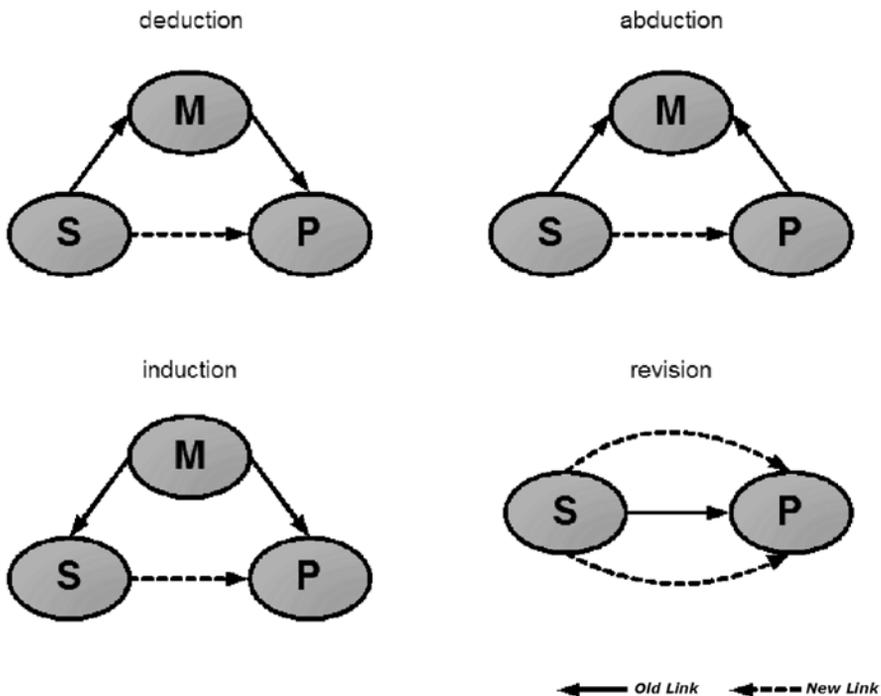 deduction
abduction
M
M
S
P
S
P
induction
revision
M
S
P
S
P
Old Link
New Link